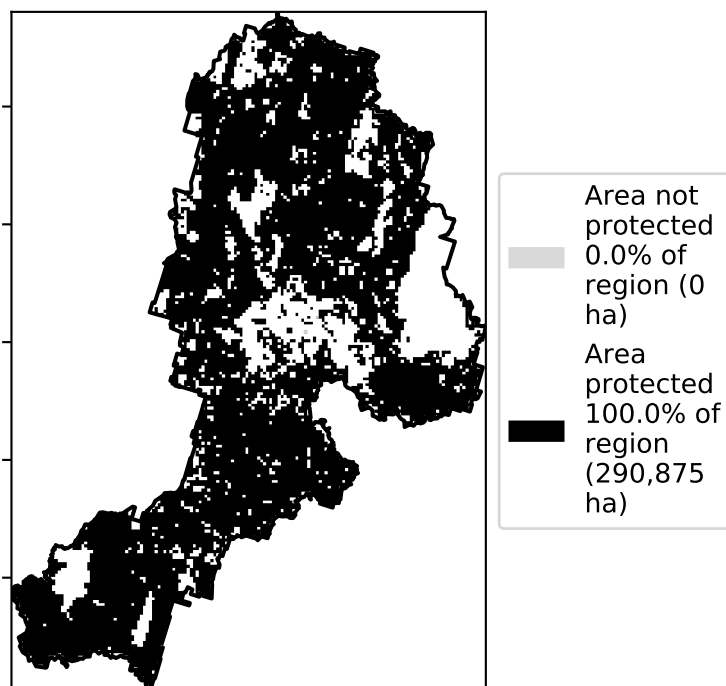 Area not
protected
0.0% of
region (0
ha)
Area
protected
100.0% of
region
(290,875
ha)